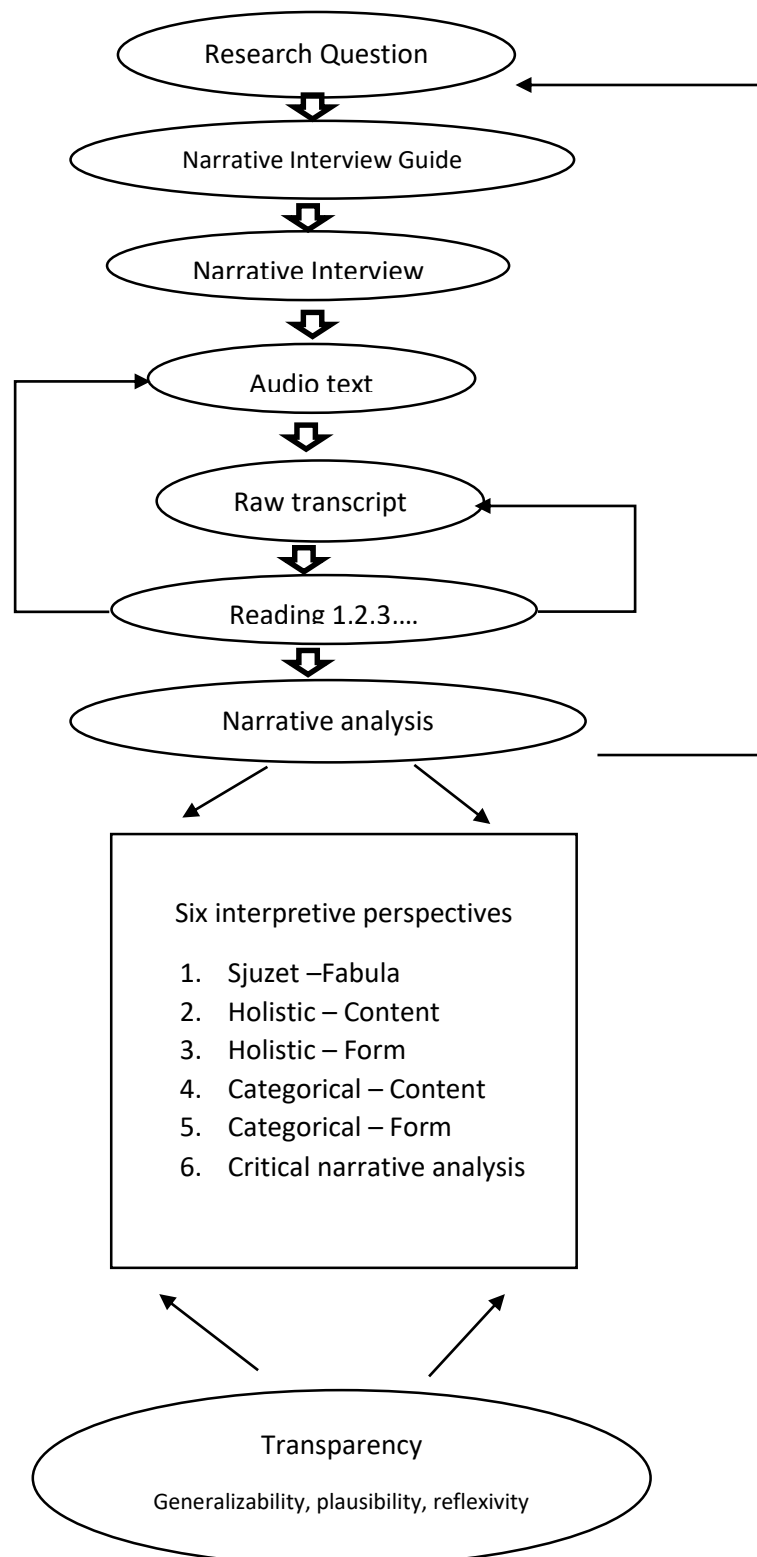 Research Question
Narrative Interview Guide
Narrative Interview
Audio text
Raw transcript
Reading 1.2.3....
Narrative analysis
Six interpretive perspectives
1. Sjuzet –Fabula
2. Holistic – Content
3. Holistic – Form
4. Categorical – Content
5. Categorical – Form
6. Critical narrative analysis
Transparency
Generalizability, plausibility, reflexivity